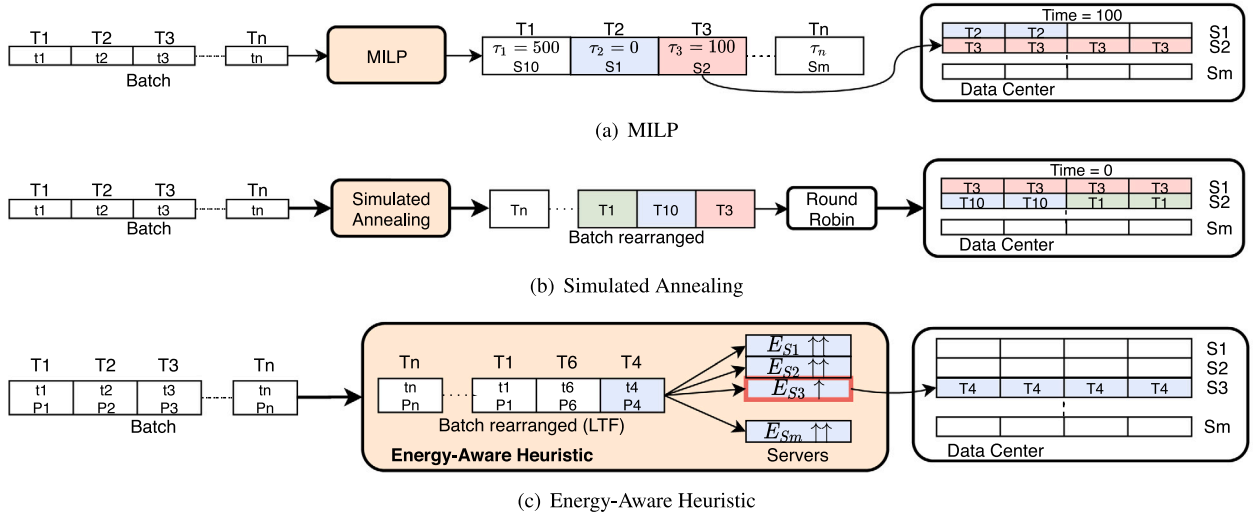 T1 T2 T3 Tn
t1 t2 t3 tn
Batch
MILP
T1 T2 T3 Tn
τ₁ = 500 τ₂ = 0 τ₃ = 100 τₙ
S10 S1 S2 Sm
Time = 100
T2 T2 S1
T3 T3 T3 T3 S2
Sm
Data Center
(a) MILP
T1 T2 T3 Tn
t1 t2 t3 tn
Batch
Simulated
Annealing
Tn T1 T10 T3
Batch rearranged
Round
Robin
Time = 0
T3 T3 T3 T3 S1
T10 T10 T1 T1 S2
Sm
Data Center
(b) Simulated Annealing
T1 T2 T3 Tn
t1 t2 t3 tn
P1 P2 P3 Pn
Batch
Tn T1 T6 T4
tn t1 t6 t4
Pn P1 P6 P4
Batch rearranged (LTF)
Energy-Aware Heuristic
E_S1 ↑↑
E_S2 ↑↑
E_S3 ↑
E_Sm ↑↑
Servers
S1
S2
T4 T4 T4 T4 S3
Sm
Data Center
(c) Energy-Aware Heuristic